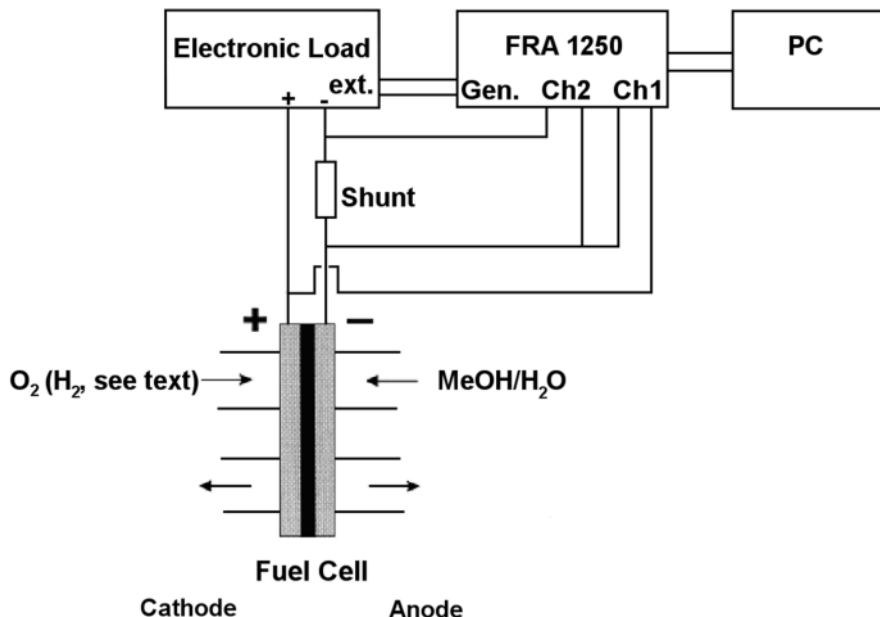 Electronic Load
ext.
+ -
FRA 1250
Gen. Ch2 Ch1
PC
Shunt
+ −
O₂ (H₂, see text)
MeOH/H₂O
Fuel Cell
Cathode
Anode